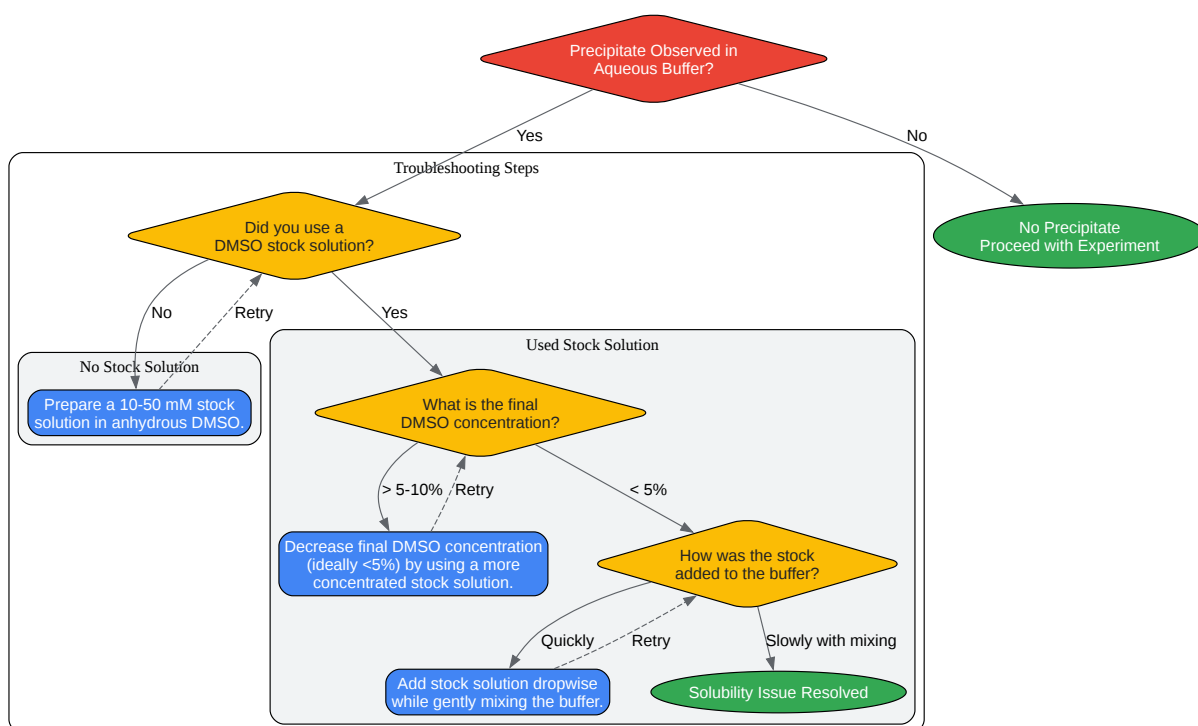 Precipitate Observed in
Aqueous Buffer?
Yes
No
Troubleshooting Steps
Did you use a
DMSO stock solution?
No Precipitate
Proceed with Experiment
No
Retry
Yes
Used Stock Solution
No Stock Solution
Prepare a 10-50 mM stock
solution in anhydrous DMSO.
What is the final
DMSO concentration?
> 5-10%
Retry
< 5%
Decrease final DMSO concentration
(ideally <5%) by using a more
concentrated stock solution.
How was the stock
added to the buffer?
Quickly
Retry
Slowly with mixing
Add stock solution dropwise
while gently mixing the buffer.
Solubility Issue Resolved